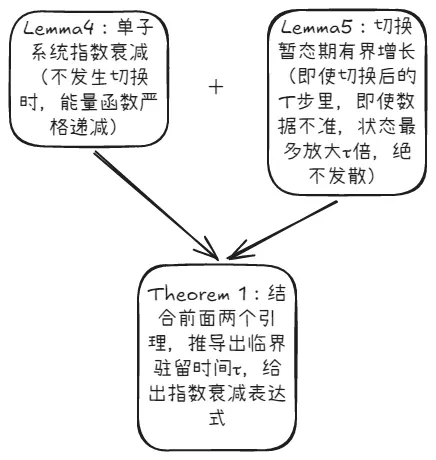 Lemma4：单子
系统指数衰减
（不发生切换
时，能量函数严
格递减）
+
Lemma5：切换
暂态期有界增长
（即使切换后的
T步里，即使数
据不准，状态最
多放大τ倍，绝
不发散）
Theorem 1：结
合前面两个引
理，推导出临界
驻留时间τ，给
出指数衰减表达
式